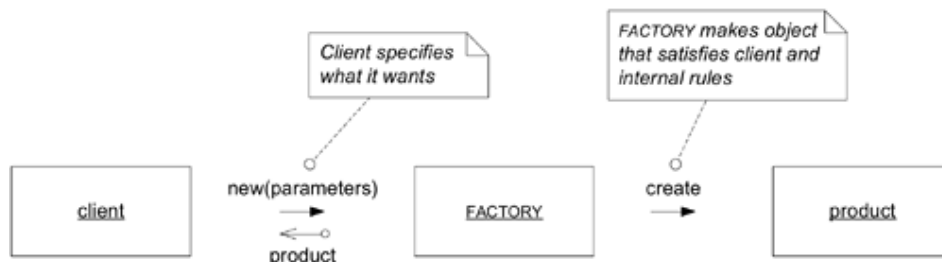 Client specifies
what it wants
FACTORY makes object
that satisfies client and
internal rules
client
new(parameters)
product
FACTORY
create
product